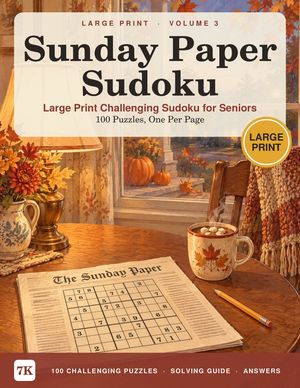 LARGE PRINT · VOLUME 3
Sunday Paper
Sudoku
Large Print Challenging Sudoku for Seniors
100 Puzzles, One Per Page
LARGE
PRINT
The Sunday Paper
7K
100 CHALLENGING PUZZLES · SOLVING GUIDE · ANSWERS